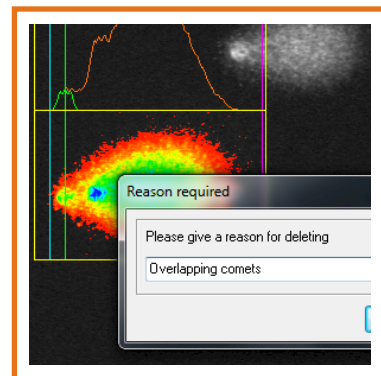 Reason required
Please give a reason for deleting
Overlapping comets